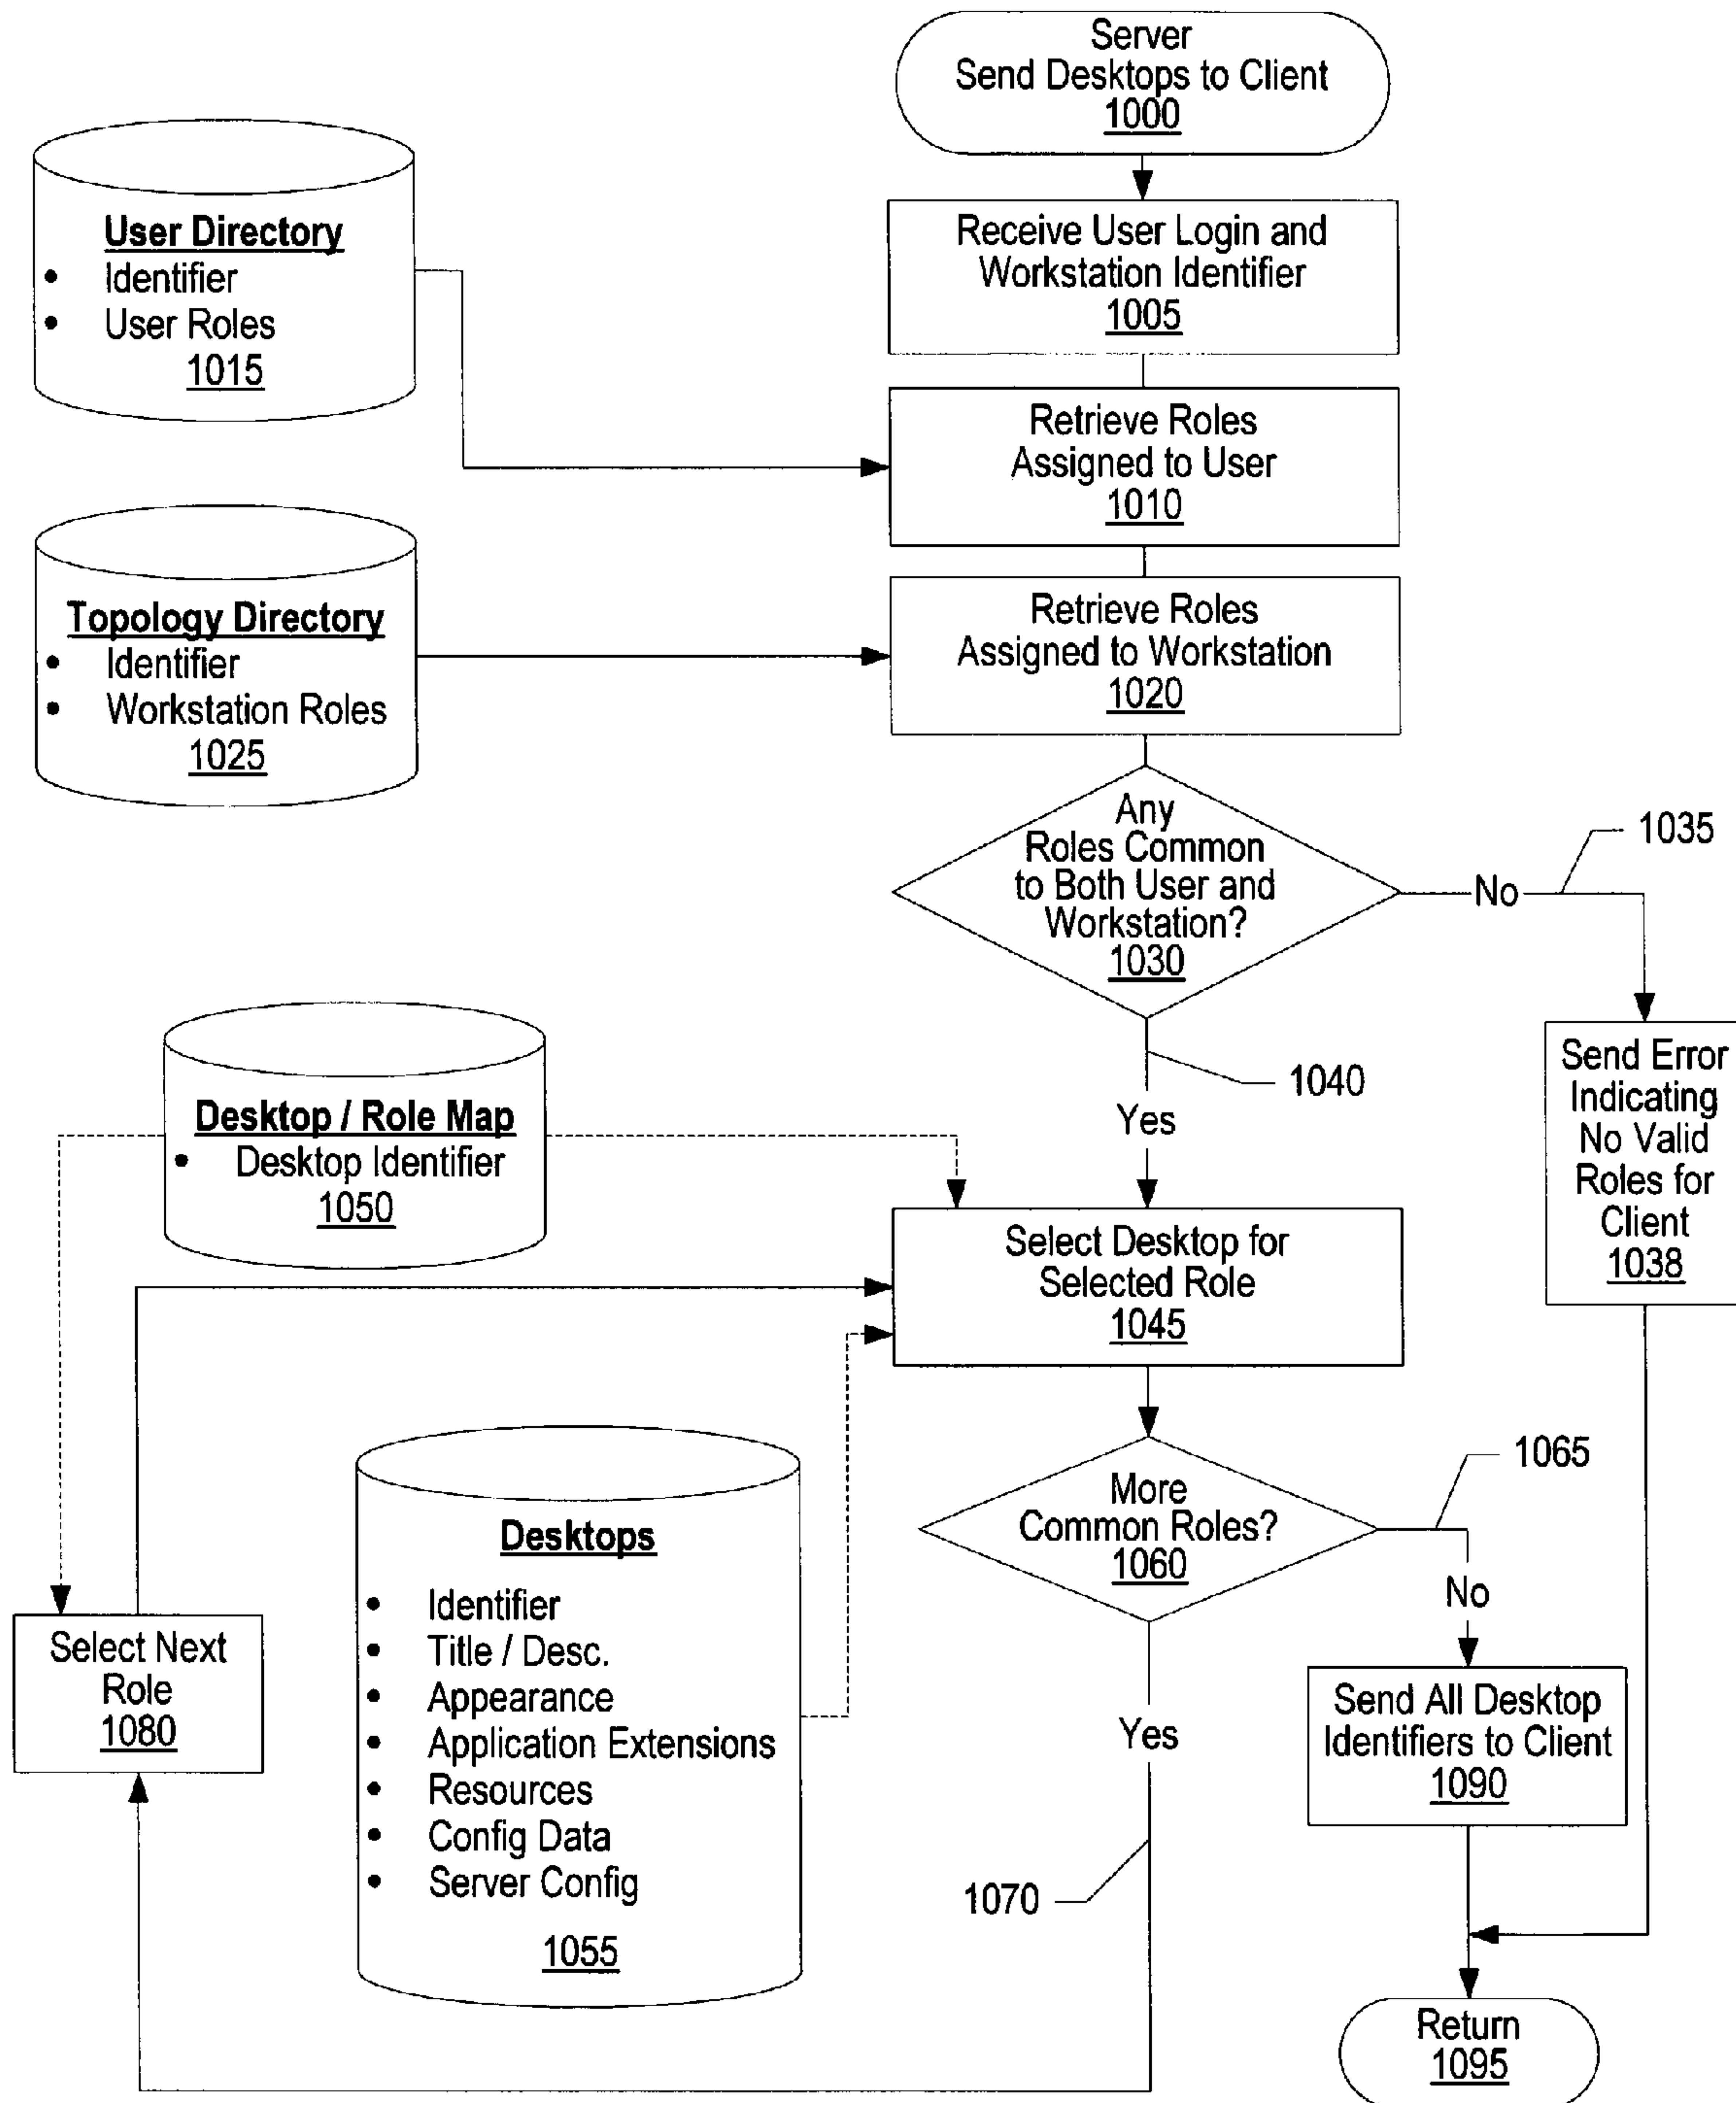 Server
Send Desktops to Client
1000
Receive User Login and
Workstation Identifier
1005
User Directory
• Identifier
• User Roles
1015
Retrieve Roles
Assigned to User
1010
Topology Directory
• Identifier
• Workstation Roles
1025
Retrieve Roles
Assigned to Workstation
1020
Any
Roles Common
to Both User and
Workstation?
1030
No
1035
Send Error
Indicating
No Valid
Roles for
Client
1038
1040
Yes
Desktop / Role Map
• Desktop Identifier
1050
Select Desktop for
Selected Role
1045
More
Common Roles?
1060
1065
No
Desktops
• Identifier
• Title / Desc.
• Appearance
• Application Extensions
• Resources
• Config Data
• Server Config
1055
Select Next
Role
1080
Yes
1070
Send All Desktop
Identifiers to Client
1090
Return
1095